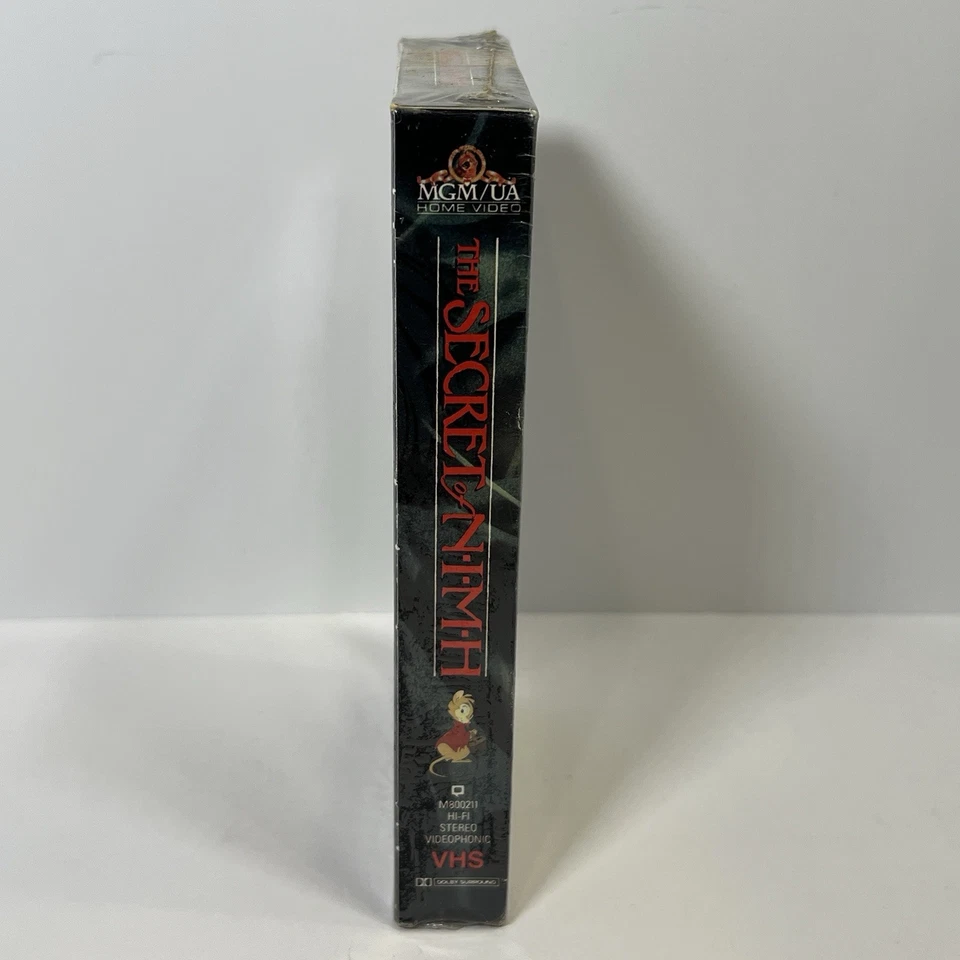 MGM/UA
HOME VIDEO
THE SECRET of N·I·M·H
M800211
HI-FI
STEREO
VIDEOPHONIC
VHS
DOLBY SURROUND